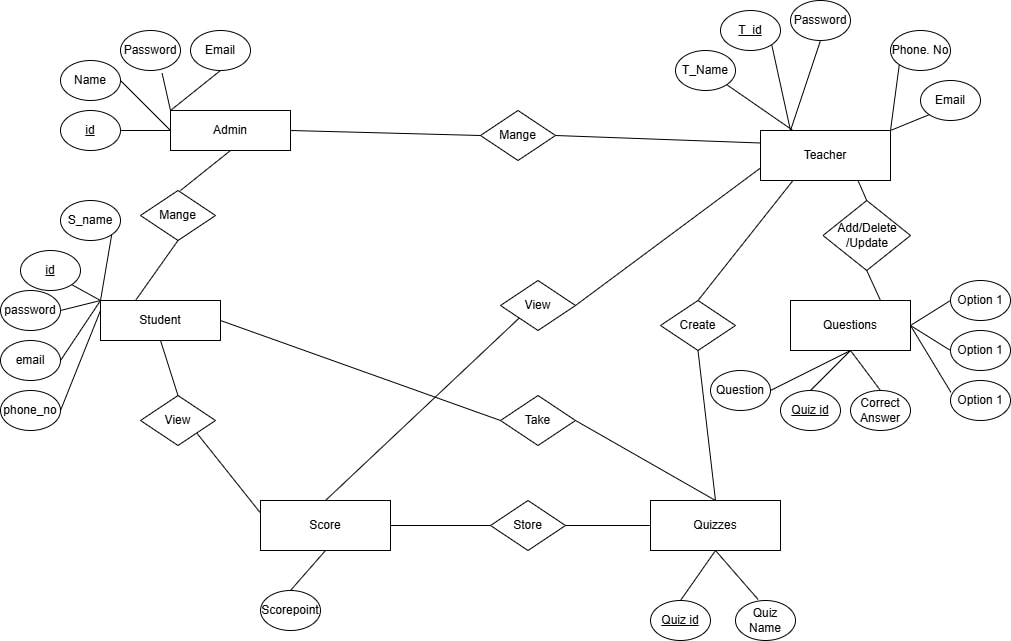 T_id
Password
Password
Email
Phone. No
Name
T_Name
Email
id
Admin
Mange
Teacher
S_name
Mange
Add/Delete
/Update
id
password
View
Option 1
Student
Create
Questions
email
Option 1
phone_no
View
Take
Question
Quiz id
Correct
Answer
Option 1
Score
Store
Quizzes
Scorepoint
Quiz id
Quiz
Name